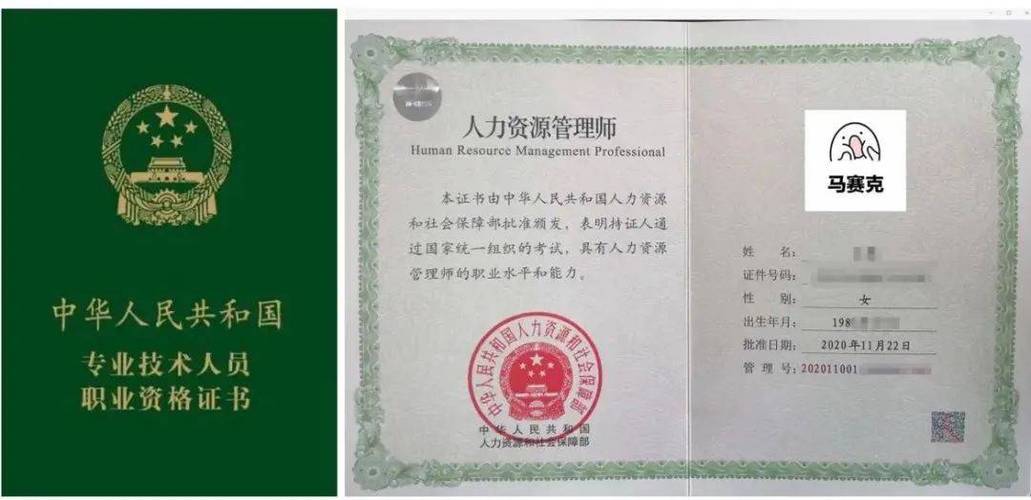 中华人民共和国
专业技术人员
职业资格证书
人力资源管理师
Human Resource Management Professional
本证书由中华人民共和国人力资源
和社会保障部批准颁发，表明持证人通
过国家统一组织的考试，具有人力资源
管理师的职业水平和能力。
中华人民共和国人力资源和社会保障部
中华人民共和国
人力资源和社会保障部
马赛克
姓 名：
证件号码：
性 别： 女
出生年月： 198
批准日期： 2020年11月22日
管 理 号： 202011001